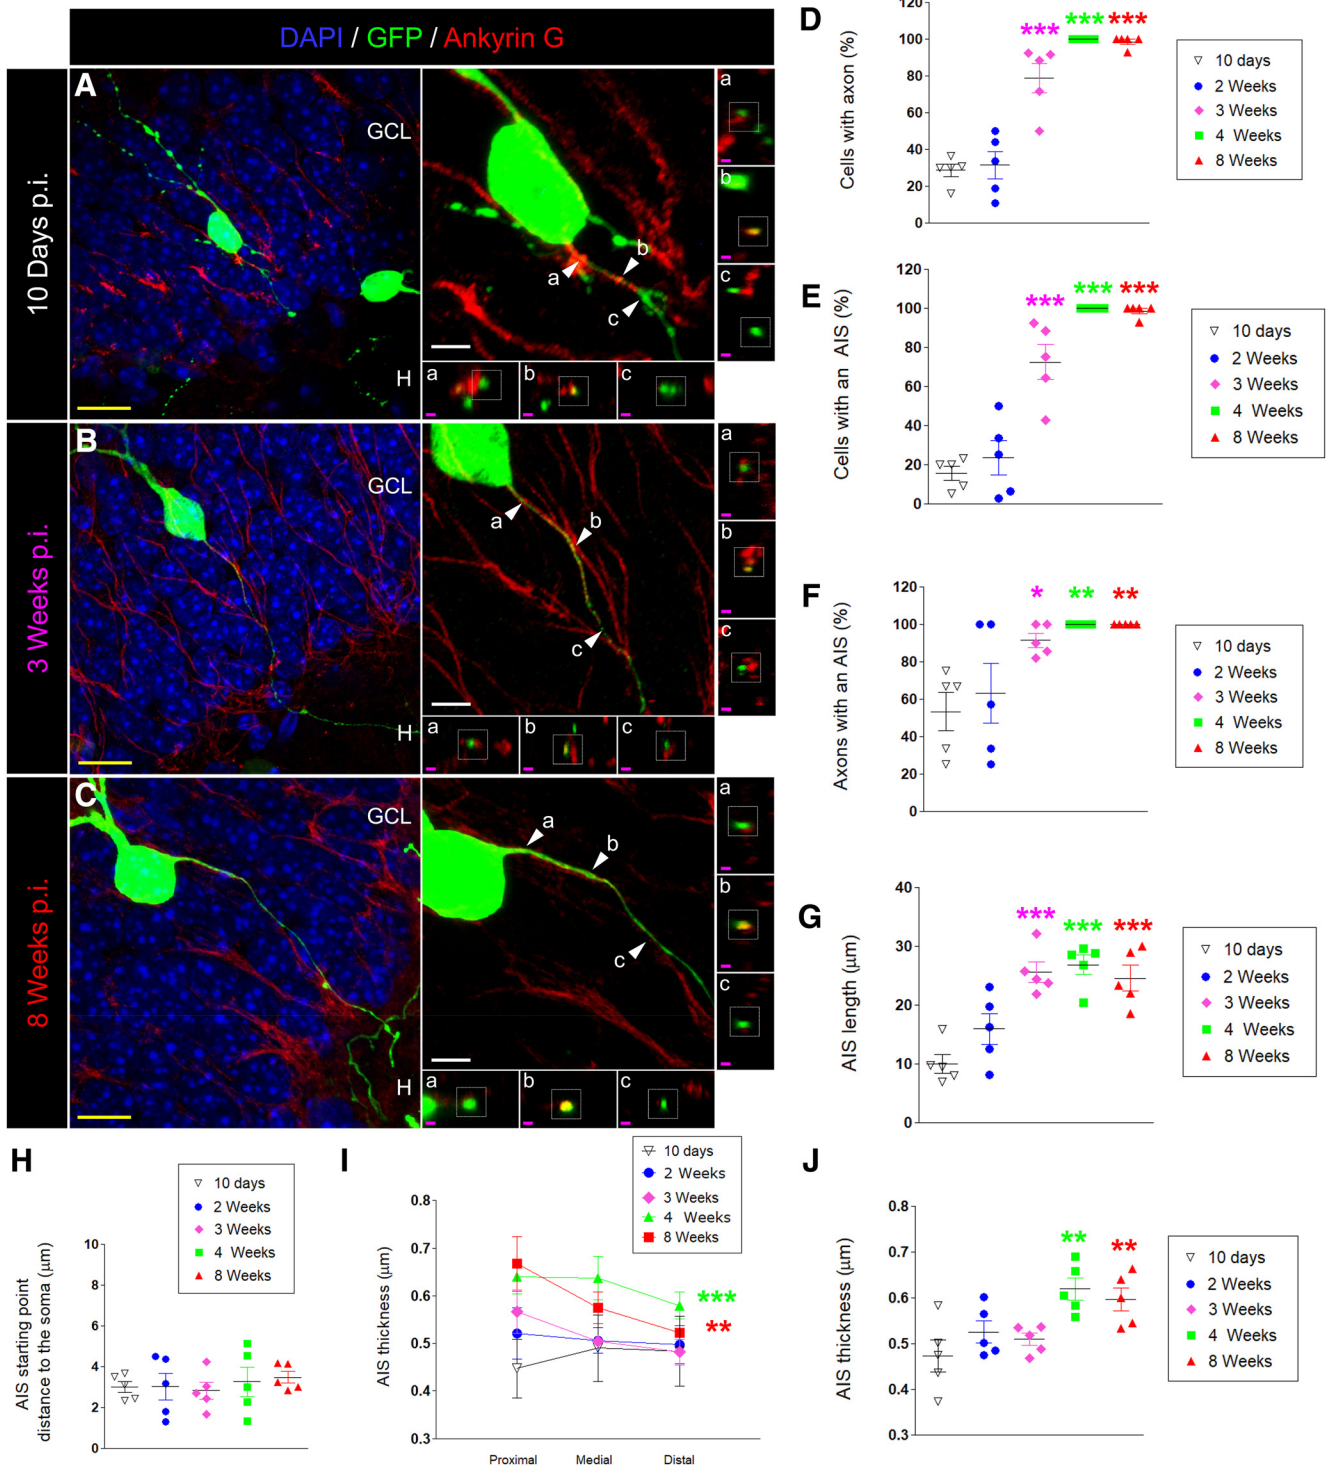 DAPI / GFP / Ankyrin G
10 Days p.i.
A
GCL
H
a
b
c
a
b
c
a
b
c
3 Weeks p.i.
B
GCL
H
a
b
c
a
b
c
a
b
c
8 Weeks p.i.
C
GCL
H
a
b
c
a
b
c
a
b
c
D
Cells with axon (%)
120
100
80
60
40
20
0
***
***
***
10 days
2 Weeks
3 Weeks
4 Weeks
8 Weeks
E
Cells with an AIS (%)
120
100
80
60
40
20
0
***
***
***
10 days
2 Weeks
3 Weeks
4 Weeks
8 Weeks
F
Axons with an AIS (%)
120
100
80
60
40
20
0
*
**
**
10 days
2 Weeks
3 Weeks
4 Weeks
8 Weeks
G
AIS length (µm)
40
30
20
10
0
***
***
***
10 days
2 Weeks
3 Weeks
4 Weeks
8 Weeks
H
AIS starting point
distance to the soma (µm)
10
8
6
4
2
0
10 days
2 Weeks
3 Weeks
4 Weeks
8 Weeks
I
AIS thickness (µm)
0.8
0.7
0.6
0.5
0.4
0.3
Proximal
Medial
Distal
***
**
10 days
2 Weeks
3 Weeks
4 Weeks
8 Weeks
J
AIS thickness (µm)
0.8
0.7
0.6
0.5
0.4
0.3
**
**
10 days
2 Weeks
3 Weeks
4 Weeks
8 Weeks